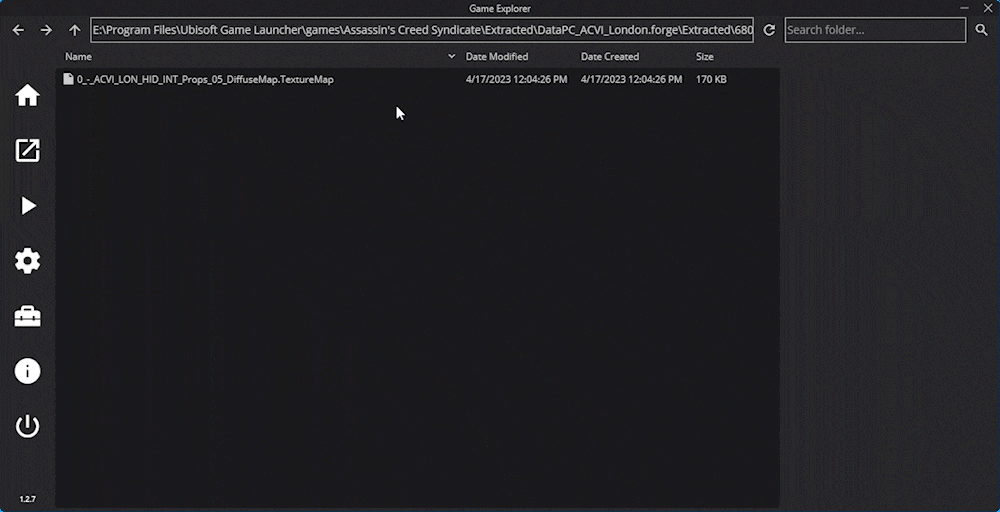 Game Explorer
E:\Program Files\Ubisoft Game Launcher\games\Assassin's Creed Syndicate\Extracted\DataPC_ACVI_London.forge\Extracted\680
Search folder...
Name Date Modified Date Created Size
0_-_ACVI_LON_HID_INT_Props_05_DiffuseMap.TextureMap 4/17/2023 12:04:26 PM 4/17/2023 12:04:26 PM 170 KB
1.2.7